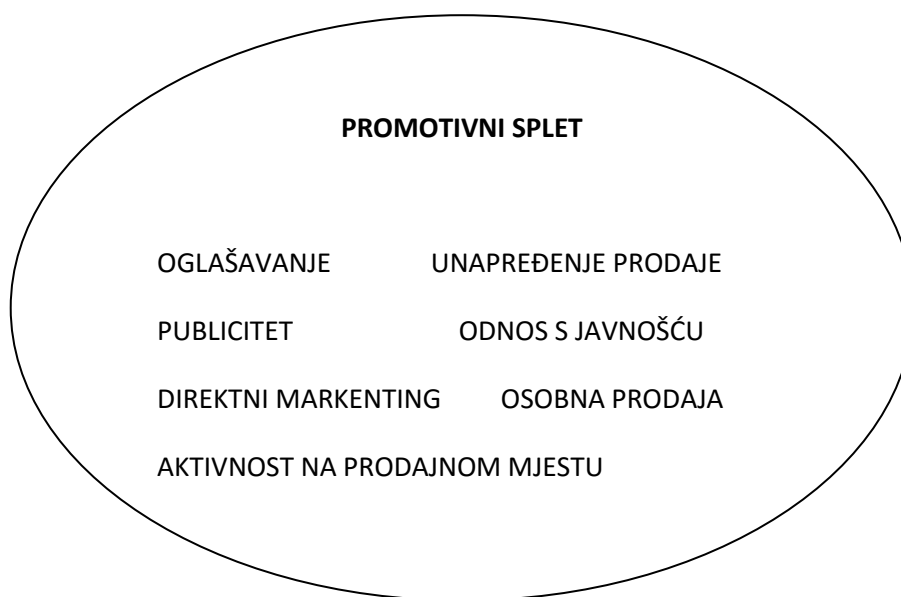 PROMOTIVNI SPLET
OGLAŠAVANJE UNAPREĐENJE PRODAJE
PUBLICITET ODNOS S JAVNOŠĆU
DIREKTNI MARKENTING OSOBNA PRODAJA
AKTIVNOST NA PRODAJNOM MJESTU